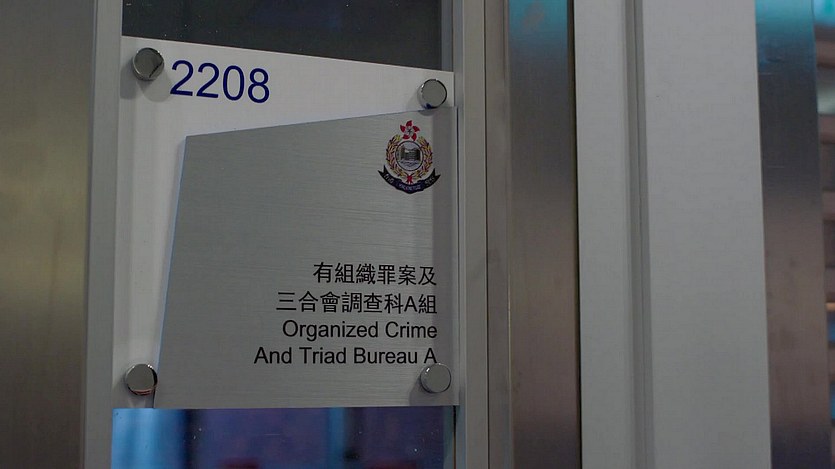 2208
有組織罪案及
三合會調查科A組
Organized Crime
And Triad Bureau A